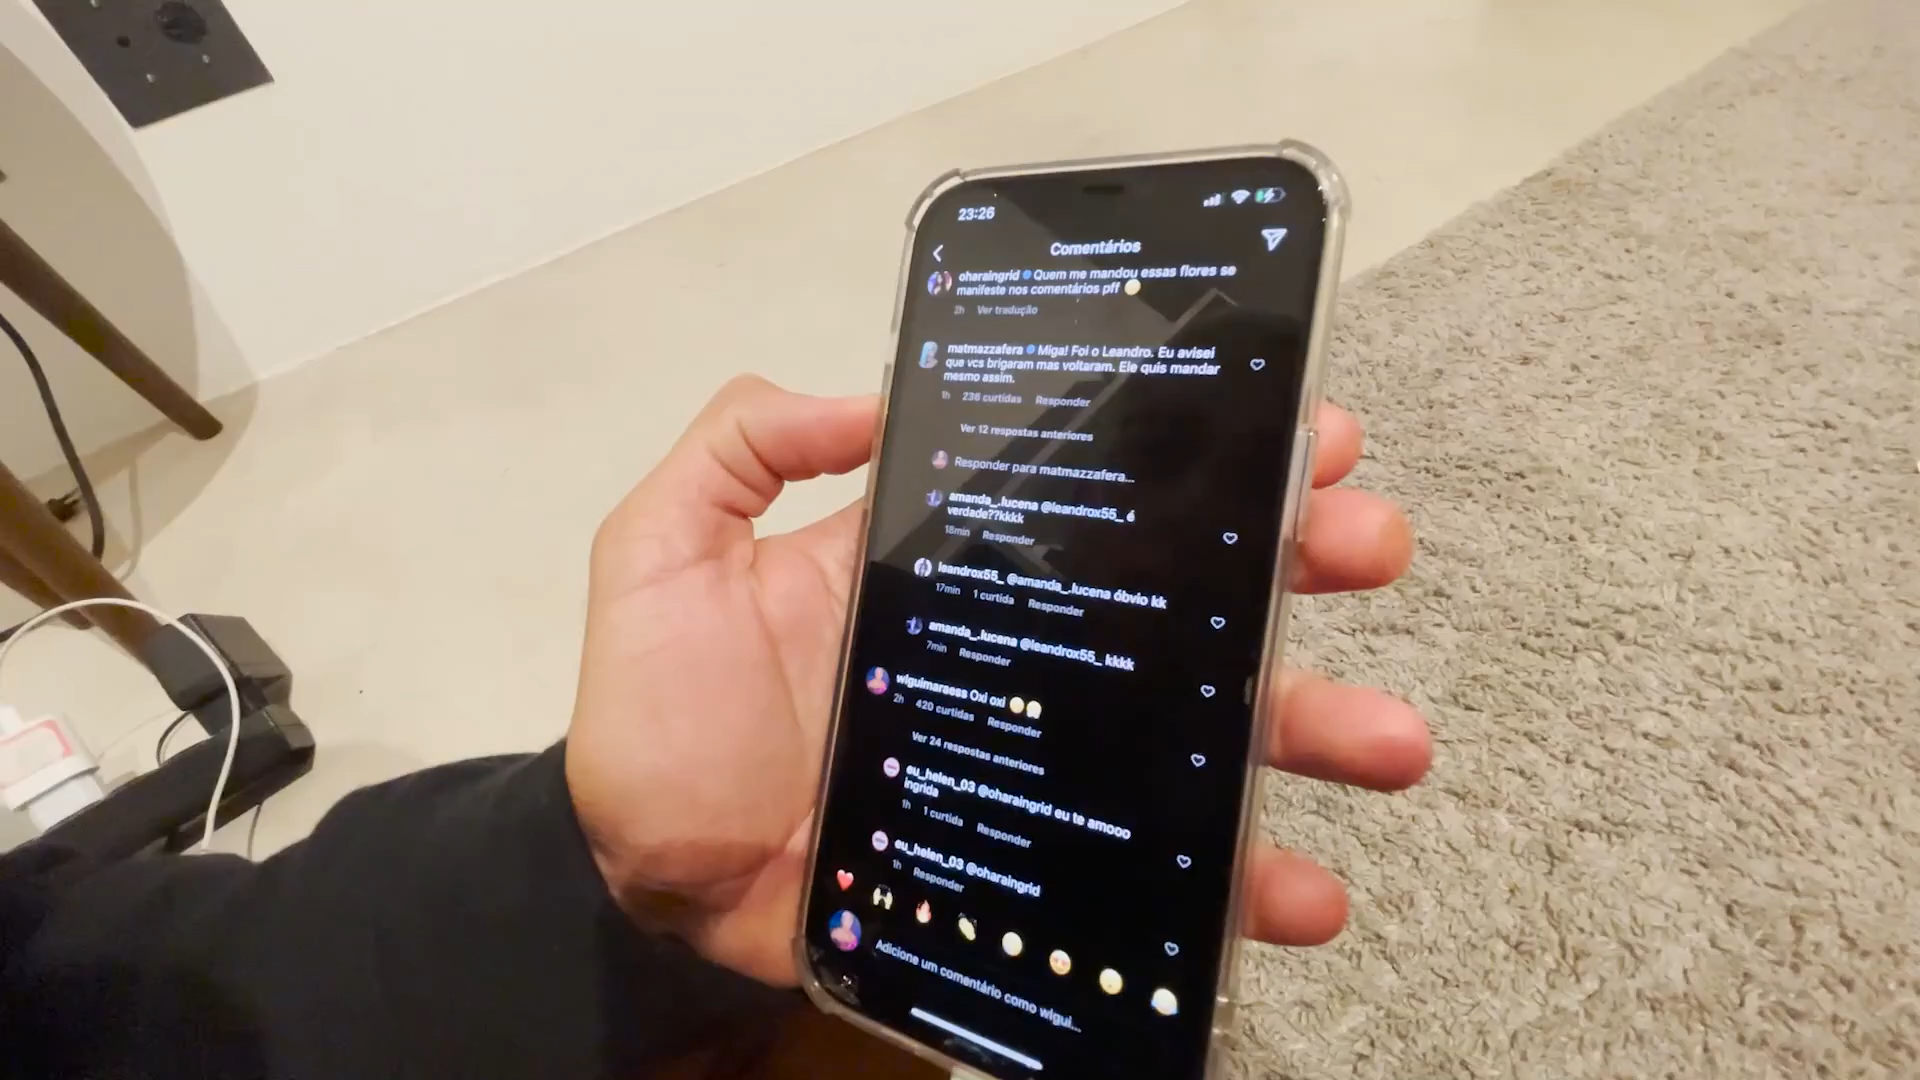 23:26
Comentários
oharaingrid Quem me mandou essas flores se
manifeste nos comentários pff
2h Ver tradução
matmazzafera Miga! Foi o Leandro. Eu avisei
que vcs brigaram mas voltaram. Ele quis mandar
mesmo assim.
1h 236 curtidas Responder
Ver 12 respostas anteriores
Responder para matmazzafera...
amanda_.lucena @leandrox55_ é
verdade??kkkk
18min Responder
leandrox55_ @amanda_.lucena óbvio kk
17min 1 curtida Responder
amanda_.lucena @leandrox55_ kkkk
7min Responder
wiguimaraess Oxi oxi
2h 420 curtidas Responder
Ver 24 respostas anteriores
eu_helen_03 @oharaingrid eu te amooo
ingrida
1h 1 curtida Responder
eu_helen_03 @oharaingrid
1h Responder
Adicione um comentário como wigui...